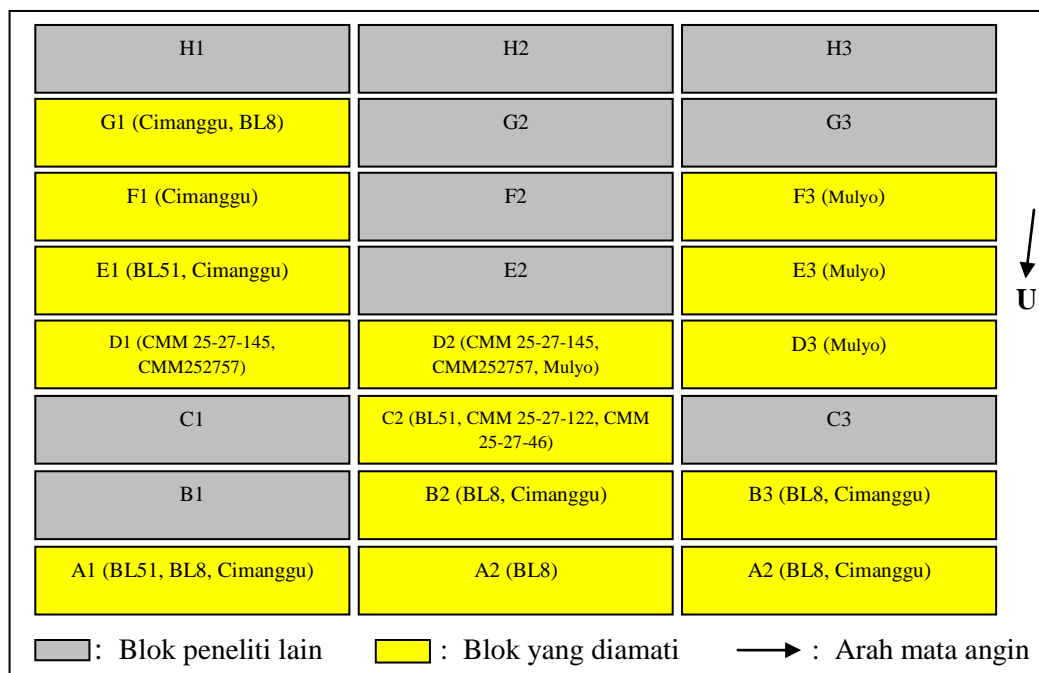 H1 H2 H3
G1 (Cimanggu, BL8) G2 G3
F1 (Cimanggu) F2 F3 (Mulyo)
E1 (BL51, Cimanggu) E2 E3 (Mulyo)
U
D1 (CMM 25-27-145,
CMM252757)
D2 (CMM 25-27-145,
CMM252757, Mulyo)
D3 (Mulyo)
C1
C2 (BL51, CMM 25-27-122, CMM
25-27-46)
C3
B1 B2 (BL8, Cimanggu) B3 (BL8, Cimanggu)
A1 (BL51, BL8, Cimanggu) A2 (BL8) A2 (BL8, Cimanggu)
: Blok peneliti lain : Blok yang diamati : Arah mata angin